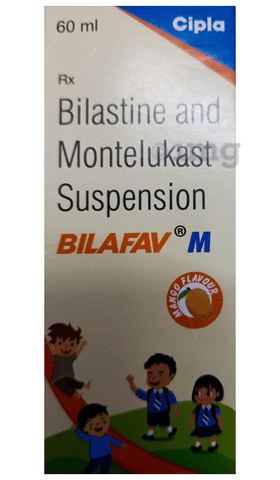 60 ml
Cipla
Rx
Bilastine and
Montelukast
Suspension
BILAFAV® M
MANGO FLAVOUR